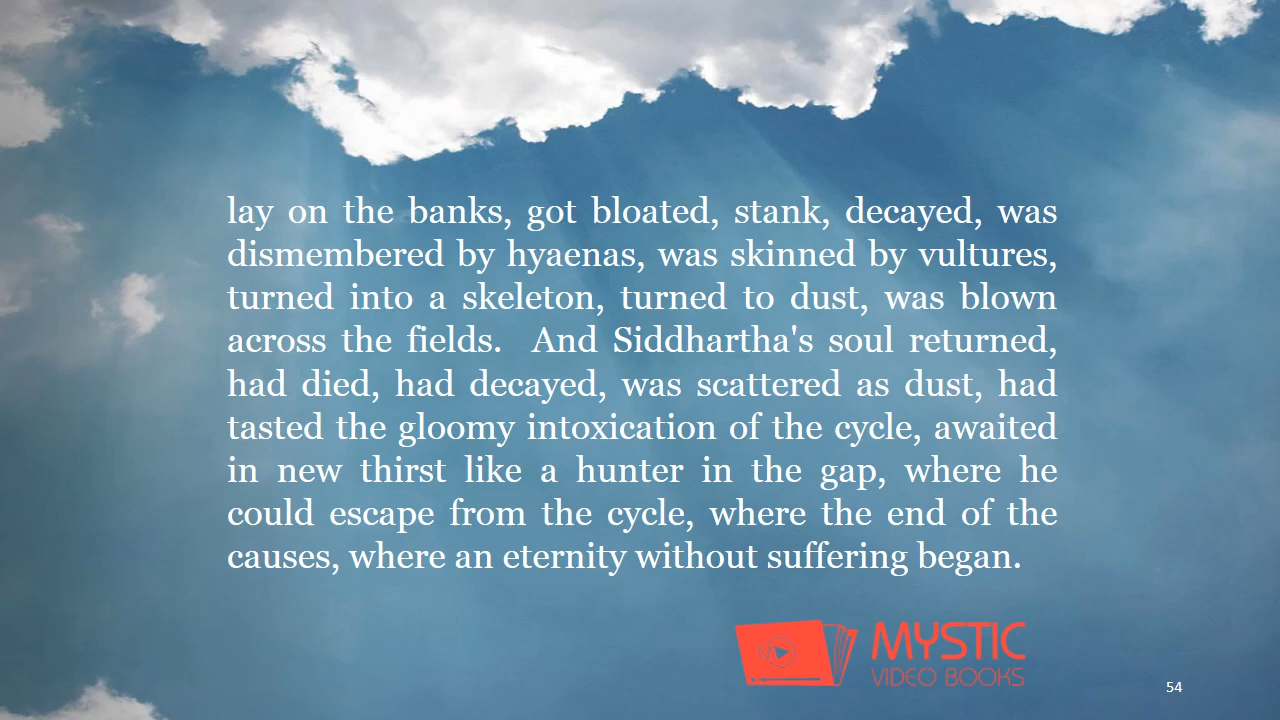 lay on the banks, got bloated, stank, decayed, was
dismembered by hyaenas, was skinned by vultures,
turned into a skeleton, turned to dust, was blown
across the fields.  And Siddhartha's soul returned,
had died, had decayed, was scattered as dust, had
tasted the gloomy intoxication of the cycle, awaited
in new thirst like a hunter in the gap, where he
could escape from the cycle, where the end of the
causes, where an eternity without suffering began.
MYSTIC
VIDEO BOOKS
54